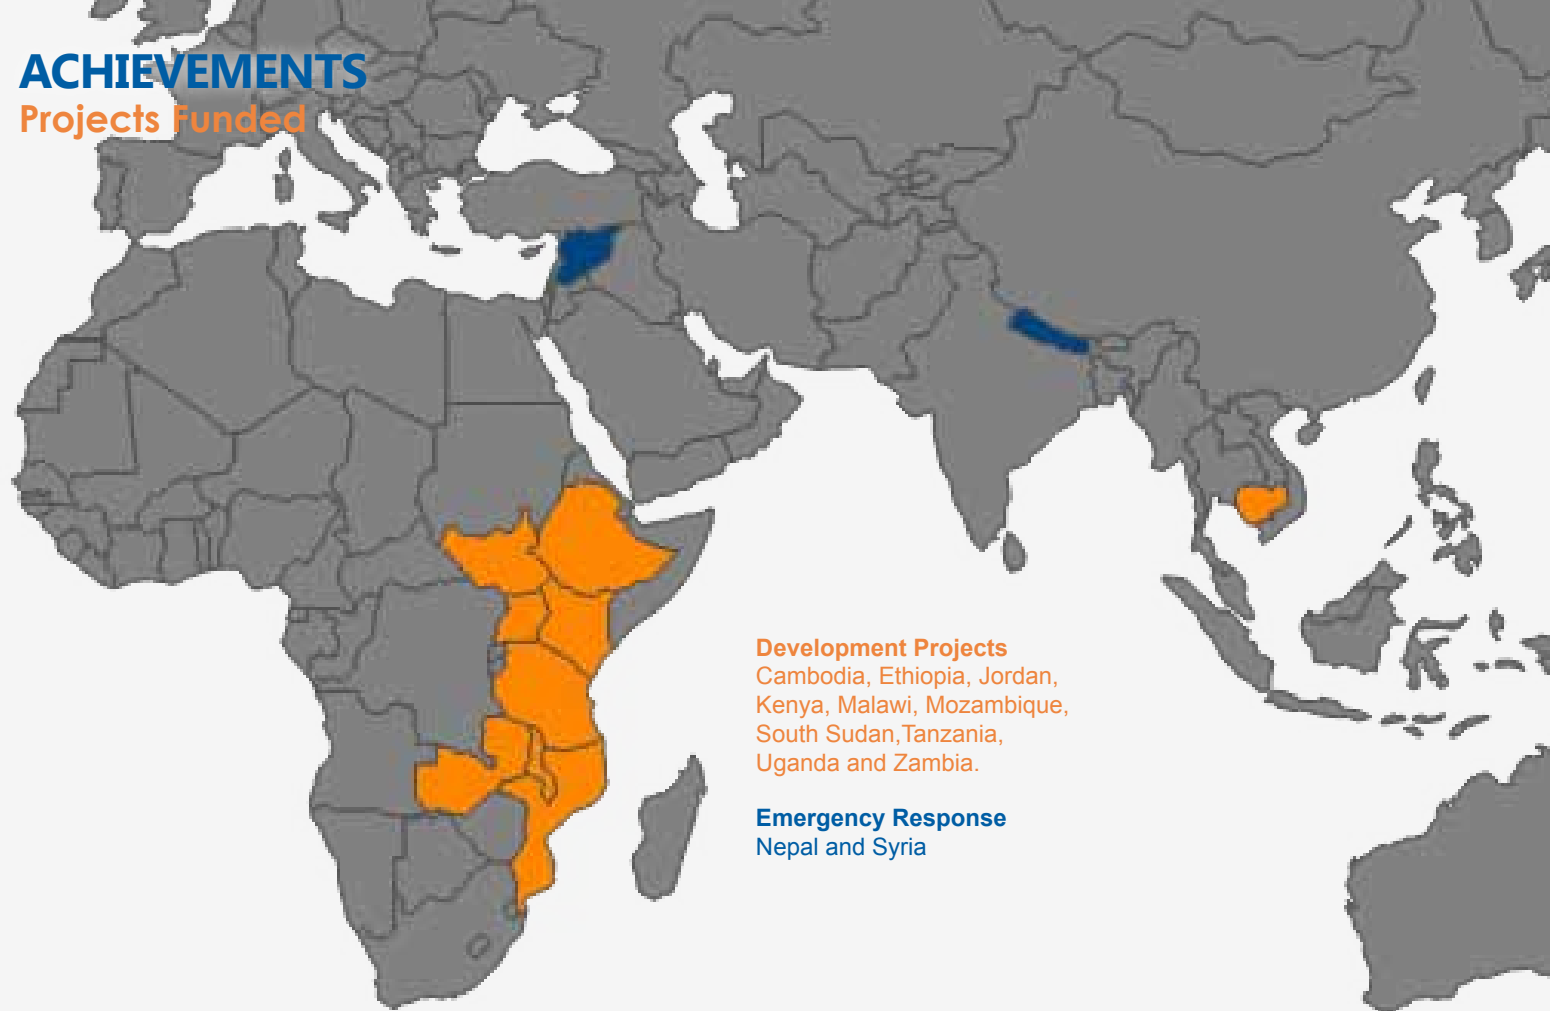 ACHIEVEMENTS
Projects Funded
Development Projects
Cambodia, Ethiopia, Jordan,
Kenya, Malawi, Mozambique,
South Sudan,Tanzania,
Uganda and Zambia.
Emergency Response
Nepal and Syria